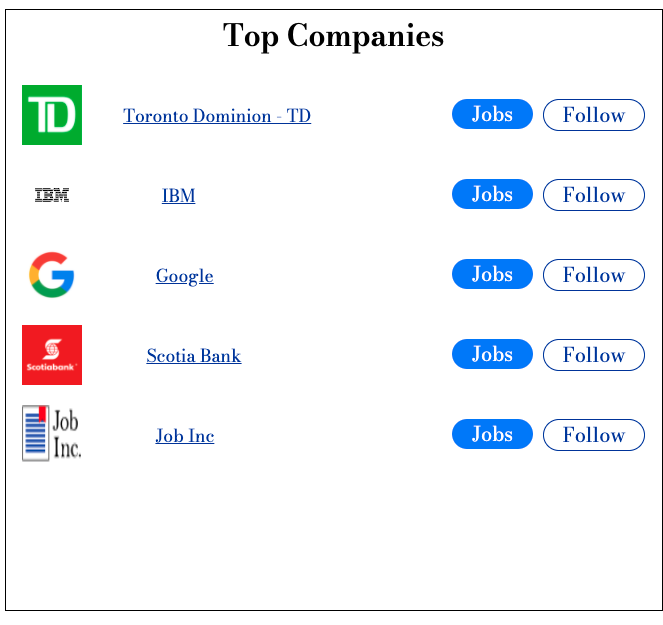 Top Companies
TD Toronto Dominion - TD Jobs Follow
IBM IBM Jobs Follow
G Google Jobs Follow
Scotiabank Scotia Bank Jobs Follow
Job
Inc. Job Inc Jobs Follow